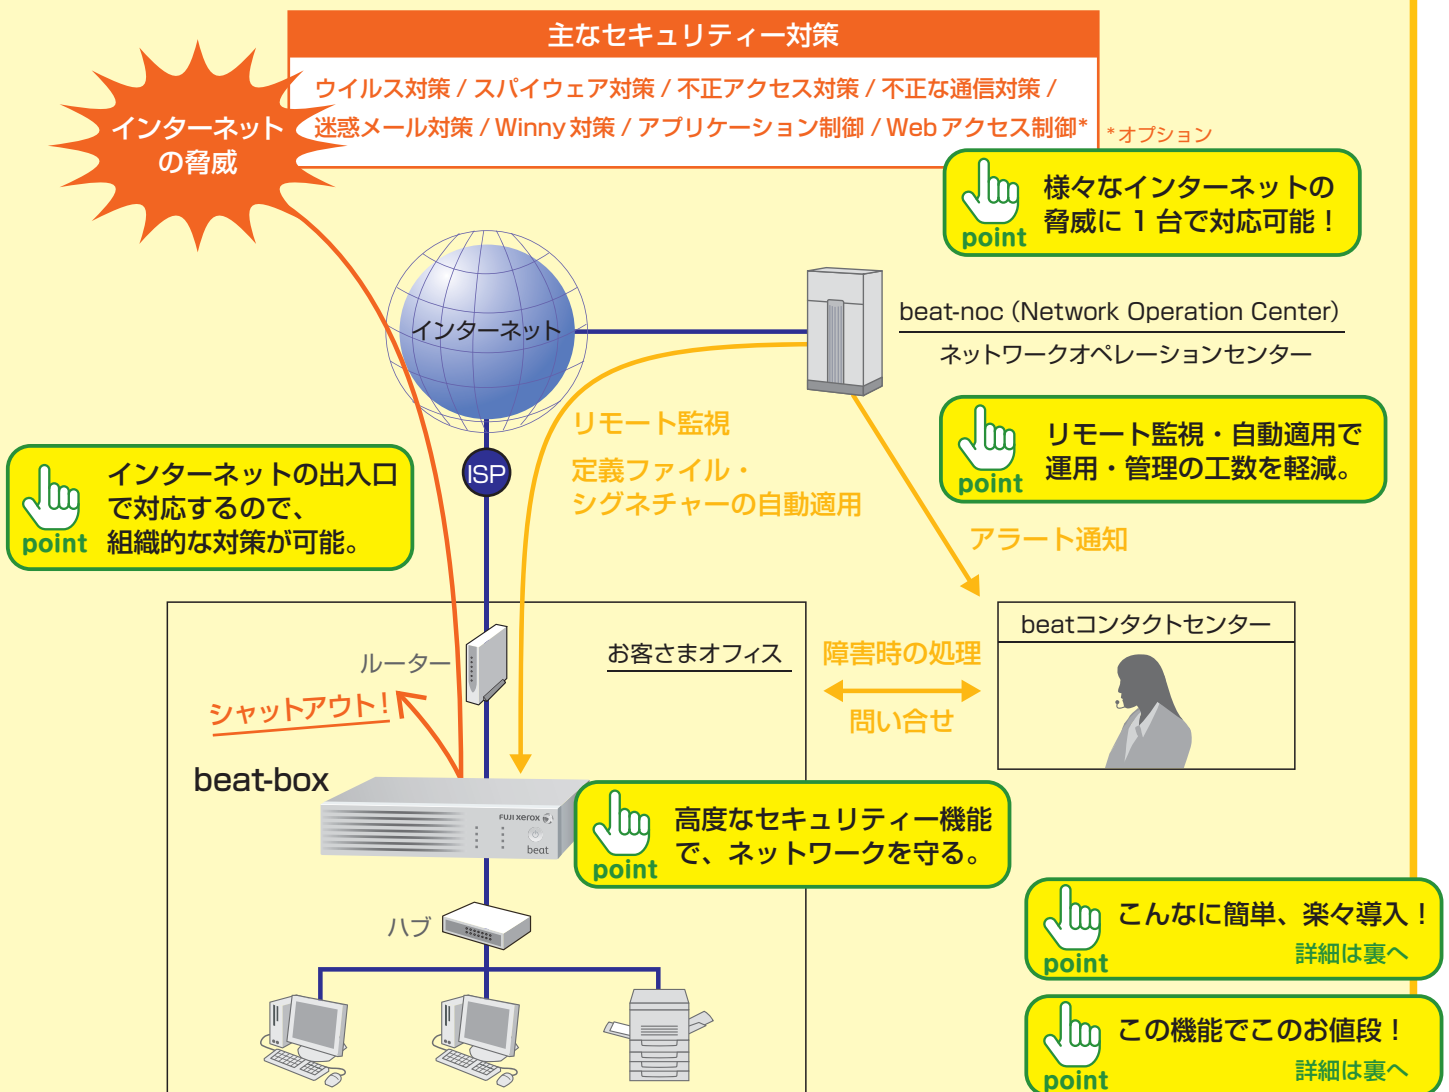 主なセキュリティー対策
ウイルス対策 / スパイウェア対策 / 不正アクセス対策 / 不正な通信対策 /
迷惑メール対策 / Winny 対策 / アプリケーション制御 / Web アクセス制御*
*オプション
インターネット
の脅威
point
様々なインターネットの
脅威に 1 台で対応可能！
インターネット
beat-noc（Network Operation Center）
ネットワークオペレーションセンター
リモート監視
定義ファイル・
シグネチャーの自動適用
point
リモート監視・自動適用で
運用・管理の工数を軽減。
ISP
point
インターネットの出入口
で対応するので、
組織的な対策が可能。
アラート通知
ルーター
お客さまオフィス
障害時の処理
問い合せ
beatコンタクトセンター
シャットアウト！
beat-box
FUJI XEROX
beat
point
高度なセキュリティー機能
で、ネットワークを守る。
ハブ
point
こんなに簡単、楽々導入！
詳細は裏へ
point
この機能でこのお値段！
詳細は裏へ